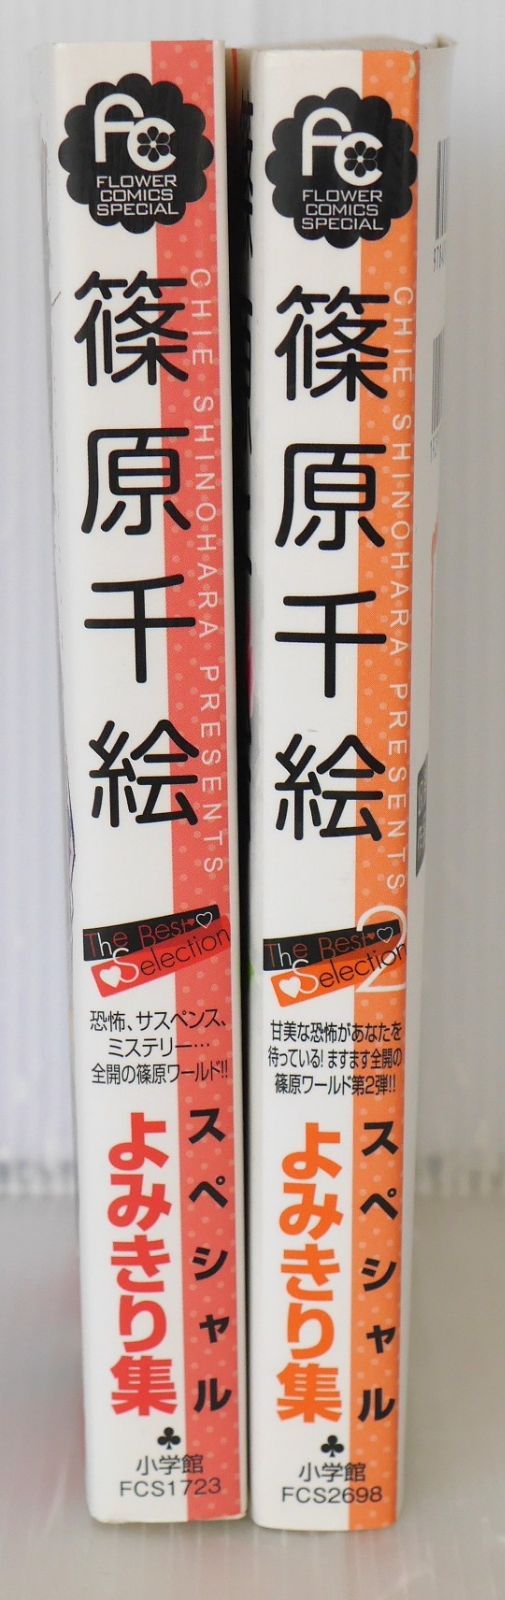 FC
FLOWER
COMICS
SPECIAL
篠原千絵
CHIE SHINOHARA PRESENTS
The Best
Selection
恐怖、サスペンス、
ミステリー…
全開の篠原ワールド!!
スペシャル
よみきり集
小学館
FCS1723
FC
FLOWER
COMICS
SPECIAL
篠原千絵
CHIE SHINOHARA PRESENTS
The Best
Selection
2
甘美な恐怖があなたを
待っている!ますます全開の
篠原ワールド第2弾!!
スペシャル
よみきり集
小学館
FCS2698